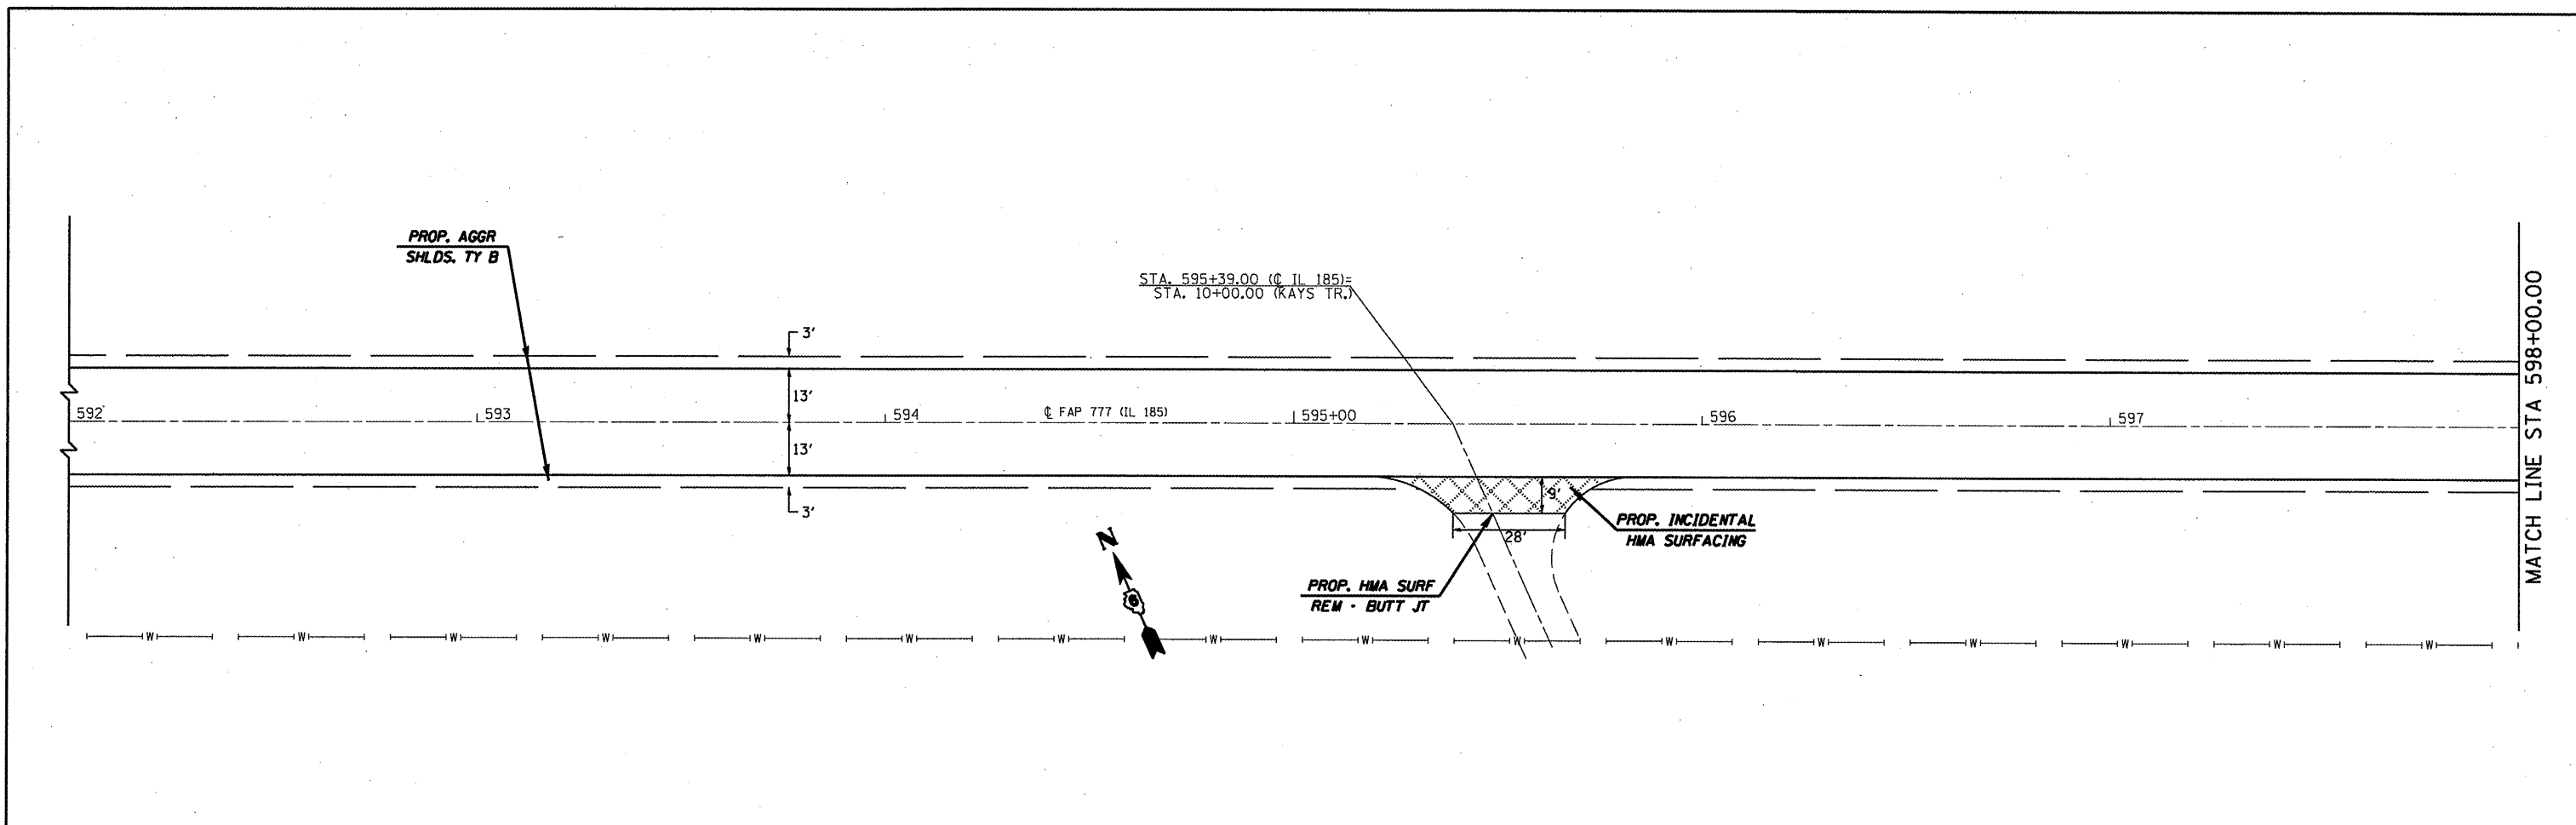 PROP. AGGR
SHLDS. TY B
STA. 595+39.00 (℄ IL 185)=
STA. 10+00.00 (KAYS TR.)
3'
13'
592
593
594
℄ FAP 777 (IL 185)
595+00
596
597
13'
3'
9'
28'
PROP. INCIDENTAL
HMA SURFACING
PROP. HMA SURF
REM - BUTT JT
N
MATCH LINE STA 598+00.00
W W W W W W W W W W W W W W W W